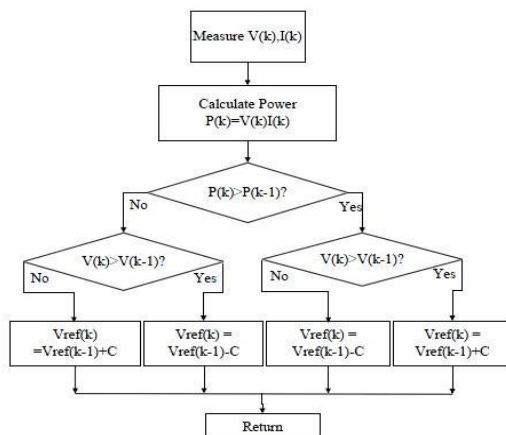 Measure V(k),I(k)
Calculate Power
P(k)=V(k)I(k)
P(k)>P(k-1)?
No
Yes
V(k)>V(k-1)?
V(k)>V(k-1)?
No
Yes
No
Yes
Vref(k)
=Vref(k-1)+C
Vref(k) =
Vref(k-1)-C
Vref(k) =
Vref(k-1)-C
Vref(k) =
Vref(k-1)+C
Return